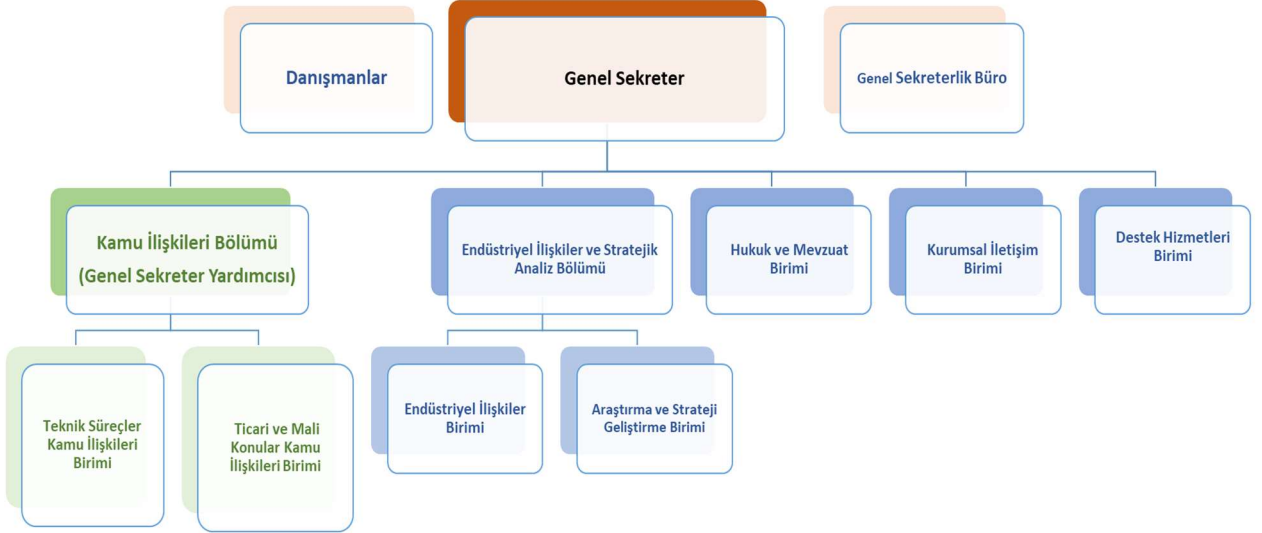 Danışmanlar
Genel Sekreter
Genel Sekreterlik Büro
Kamu İlişkileri Bölümü
(Genel Sekreter Yardımcısı)
Endüstriyel İlişkiler ve Stratejik
Analiz Bölümü
Hukuk ve Mevzuat
Birimi
Kurumsal İletişim
Birimi
Destek Hizmetleri
Birimi
Teknik Süreçler
Kamu İlişkileri
Birimi
Ticari ve Mali
Konular Kamu
İlişkileri Birimi
Endüstriyel İlişkiler
Birimi
Araştırma ve Strateji
Geliştirme Birimi